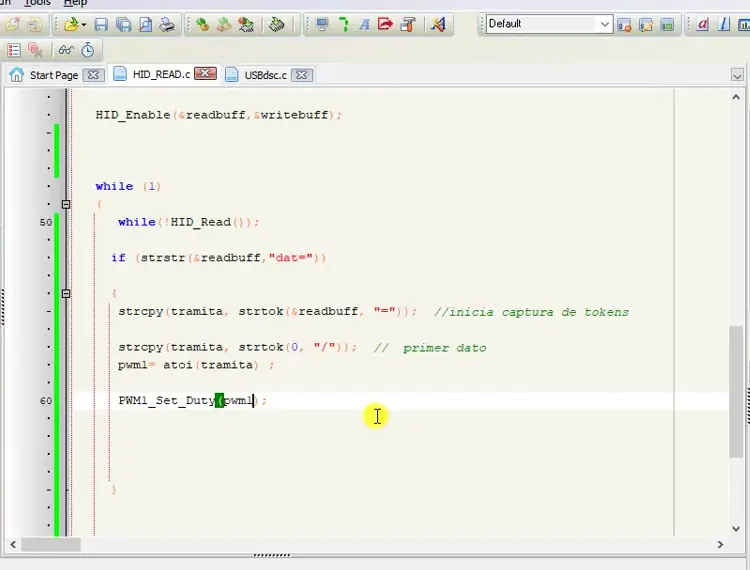 un Tools Help
Default
Start Page HID_READ.c USBdsc.c
HID_Enable(&readbuff,&writebuff);
while (1)
{
50 while(!HID_Read());
if (strstr(&readbuff,"dat="))
{
strcpy(tramita, strtok(&readbuff, "=")); //inicia captura de tokens
strcpy(tramita, strtok(0, "/")); // primer dato
pwm1= atoi(tramita) ;
60 PWM1_Set_Duty(pwm1);
}